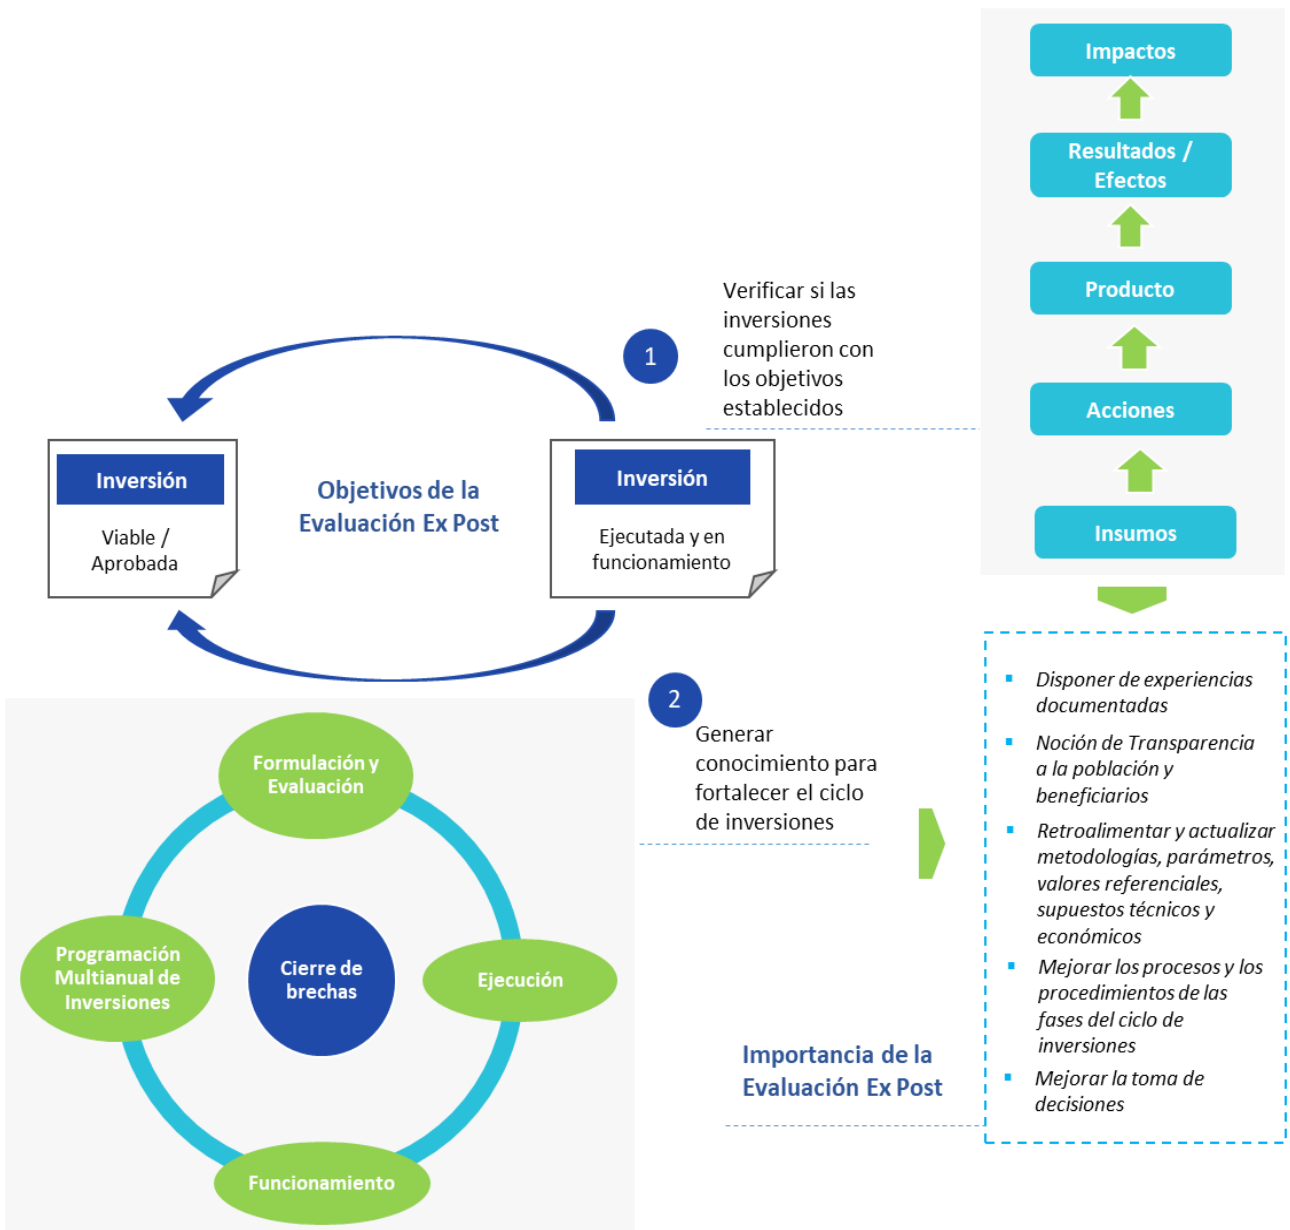 Impactos
Resultados /
Efectos
Producto
Acciones
Insumos
1
Verificar si las
inversiones
cumplieron con
los objetivos
establecidos
Inversión
Viable /
Aprobada
Objetivos de la
Evaluación Ex Post
Inversión
Ejecutada y en
funcionamiento
2
Generar
conocimiento para
fortalecer el ciclo
de inversiones
Formulación y
Evaluación
Programación
Multianual de
Inversiones
Cierre de
brechas
Ejecución
Funcionamiento
Importancia de la
Evaluación Ex Post
▪ Disponer de experiencias
documentadas
▪ Noción de Transparencia
a la población y
beneficiarios
▪ Retroalimentar y actualizar
metodologías, parámetros,
valores referenciales,
supuestos técnicos y
económicos
▪ Mejorar los procesos y los
procedimientos de las
fases del ciclo de
inversiones
▪ Mejorar la toma de
decisiones